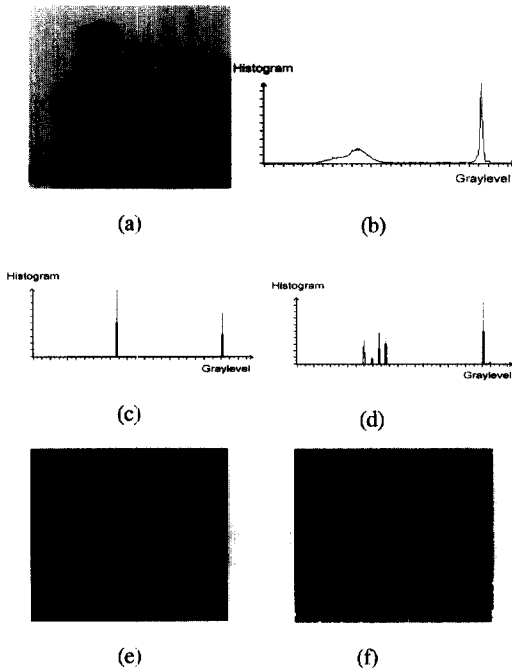 Histogram
Graylevel
(a)
(b)
Histogram
Graylevel
(c)
Histogram
Graylevel
(d)
(e)
(f)